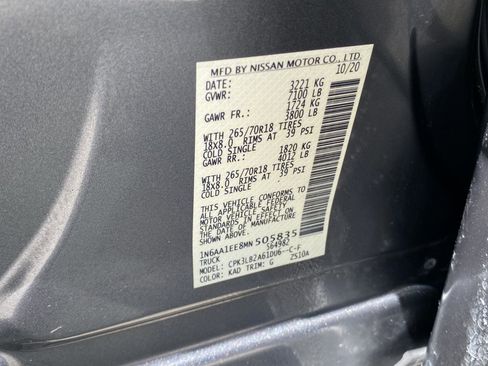 MFD BY NISSAN MOTOR CO., LTD.
DATE: 10/20
GVWR: 3221 KG
7100 LB
GAWR FR.: 1724 KG
3800 LB
WITH 265/70R18 TIRES
18X8.0 RIMS AT 39 PSI
COLD SINGLE
GAWR RR.: 1820 KG
4012 LB
WITH 265/70R18 TIRES
18X8.0 RIMS AT 39 PSI
COLD SINGLE
THIS VEHICLE CONFORMS TO
ALL APPLICABLE FEDERAL
MOTOR VEHICLE SAFETY
STANDARDS IN EFFECT ON
THE DATE OF MANUFACTURE
SHOWN ABOVE.
1N6AA1EE8MN505835
TRUCK 564982
MODEL: CPK3LB2A61DU6--C-F
COLOR: KAD TRIM: G ZS10A